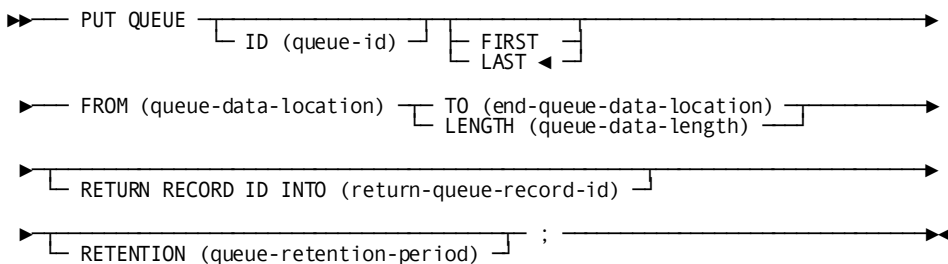 PUT QUEUE
ID (queue-id)
FIRST
LAST ◄
FROM (queue-data-location)
TO (end-queue-data-location)
LENGTH (queue-data-length)
RETURN RECORD ID INTO (return-queue-record-id)
RETENTION (queue-retention-period)
;